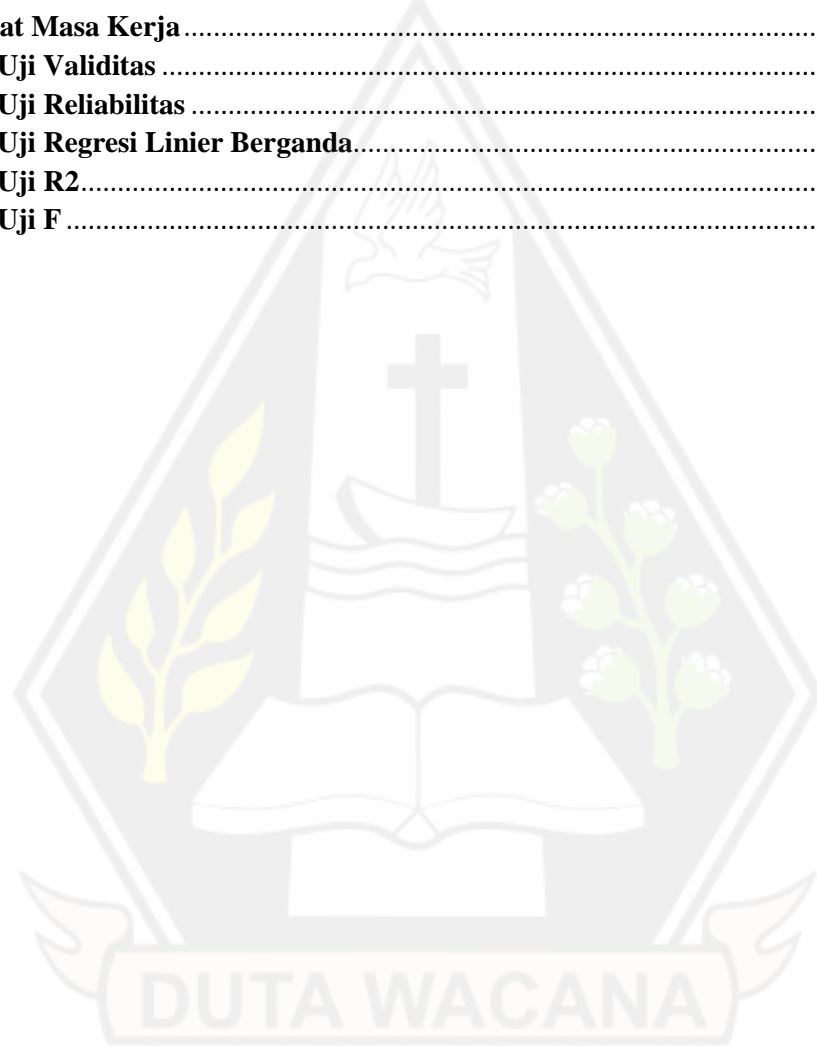 at Masa Kerja........................................................................................
Uji Validitas ...........................................................................................
Uji Reliabilitas .......................................................................................
Uji Regresi Linier Berganda.................................................................
Uji R2......................................................................................................
Uji F ........................................................................................................
DUTA WACANA